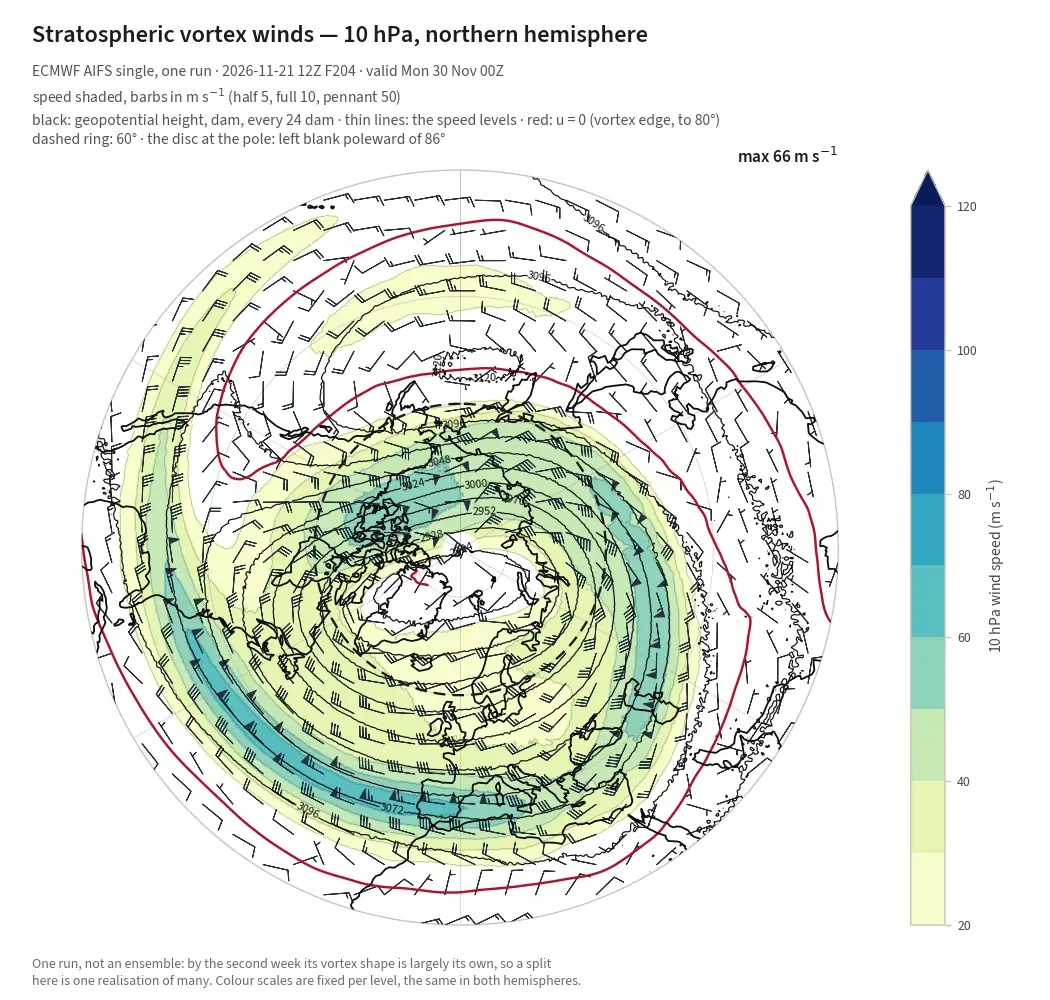 Stratospheric vortex winds — 10 hPa, northern hemisphere
ECMWF AIFS single, one run · 2026-11-21 12Z F204 · valid Mon 30 Nov 00Z
speed shaded, barbs in m s⁻¹ (half 5, full 10, pennant 50)
black: geopotential height, dam, every 24 dam · thin lines: the speed levels · red: u = 0 (vortex edge, to 80°)
dashed ring: 60° · the disc at the pole: left blank poleward of 86°
max 66 m s⁻¹
120
100
80
60
40
20
10 hPa wind speed (m s⁻¹)
3096
3096
3120
3048
3000
2952
3096
3072
One run, not an ensemble: by the second week its vortex shape is largely its own, so a split
here is one realisation of many. Colour scales are fixed per level, the same in both hemispheres.